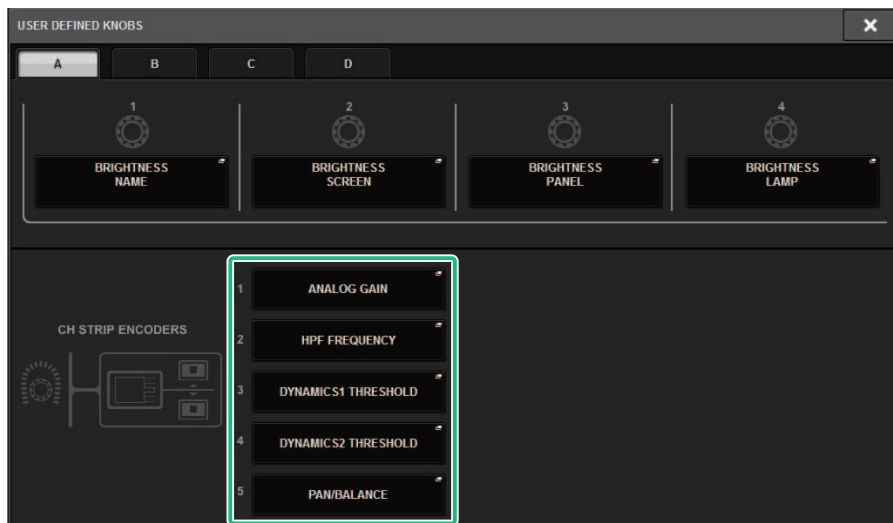 USER DEFINED KNOBS
A B C D
1 2 3 4
BRIGHTNESS NAME
BRIGHTNESS SCREEN
BRIGHTNESS PANEL
BRIGHTNESS LAMP
CH STRIP ENCODERS
1 ANALOG GAIN
2 HPF FREQUENCY
3 DYNAMICS1 THRESHOLD
4 DYNAMICS2 THRESHOLD
5 PAN/BALANCE